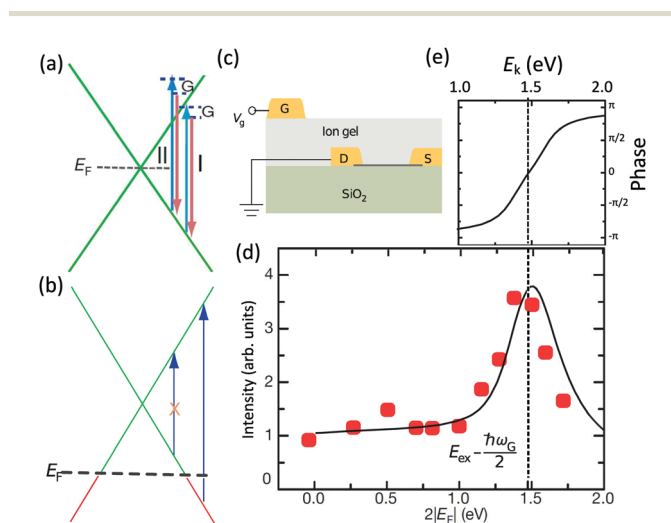 (a)
G
G
E_F
II
I
(b)
X
E_F
(c)
G
V_g
Ion gel
D
S
SiO₂
(e)
E_k (eV)
1.0
1.5
2.0
π
π/2
0
-π/2
-π
Phase
(d)
Intensity (arb. units)
4
3
2
1
0
E_ex - ħω_G/2
0.0
0.5
1.0
1.5
2.0
2|E_F| (eV)